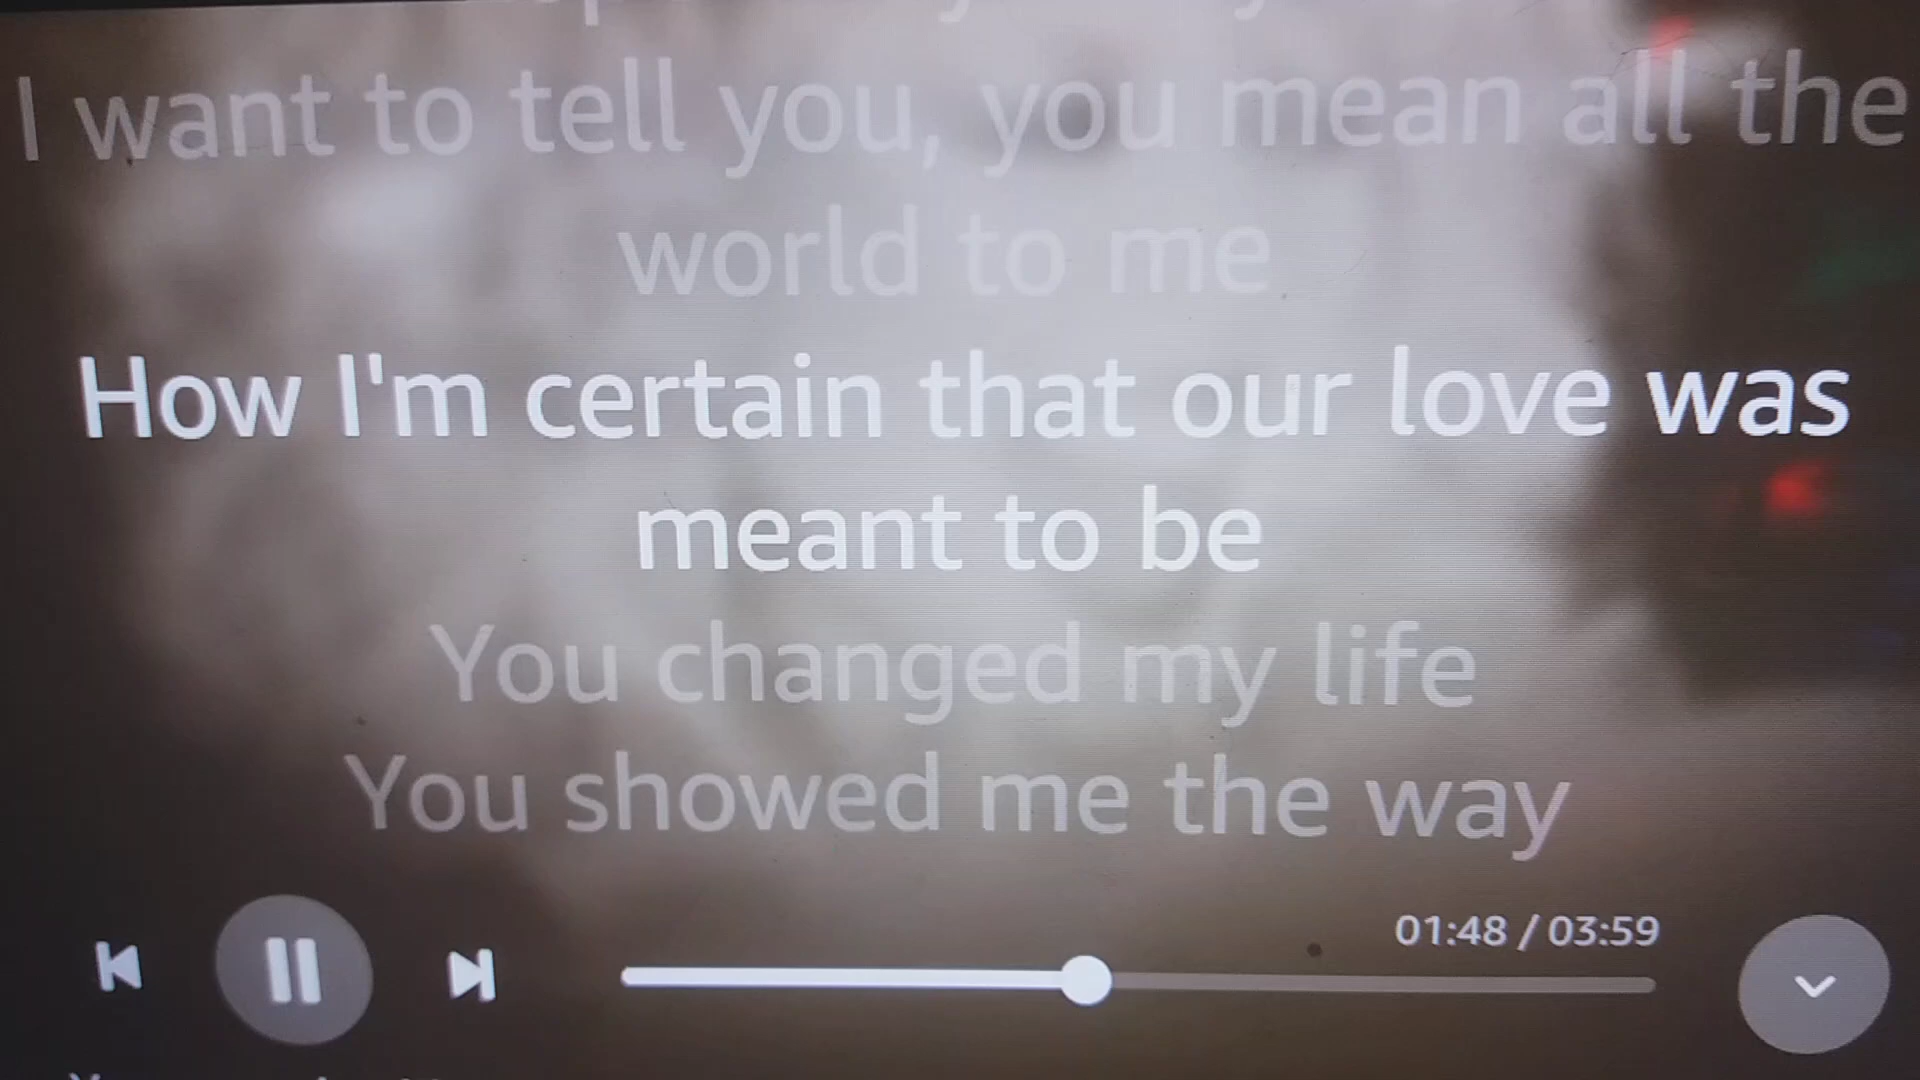 I want to tell you, you mean all the
world to me
How I'm certain that our love was
meant to be
You changed my life
You showed me the way
01:48 / 03:59